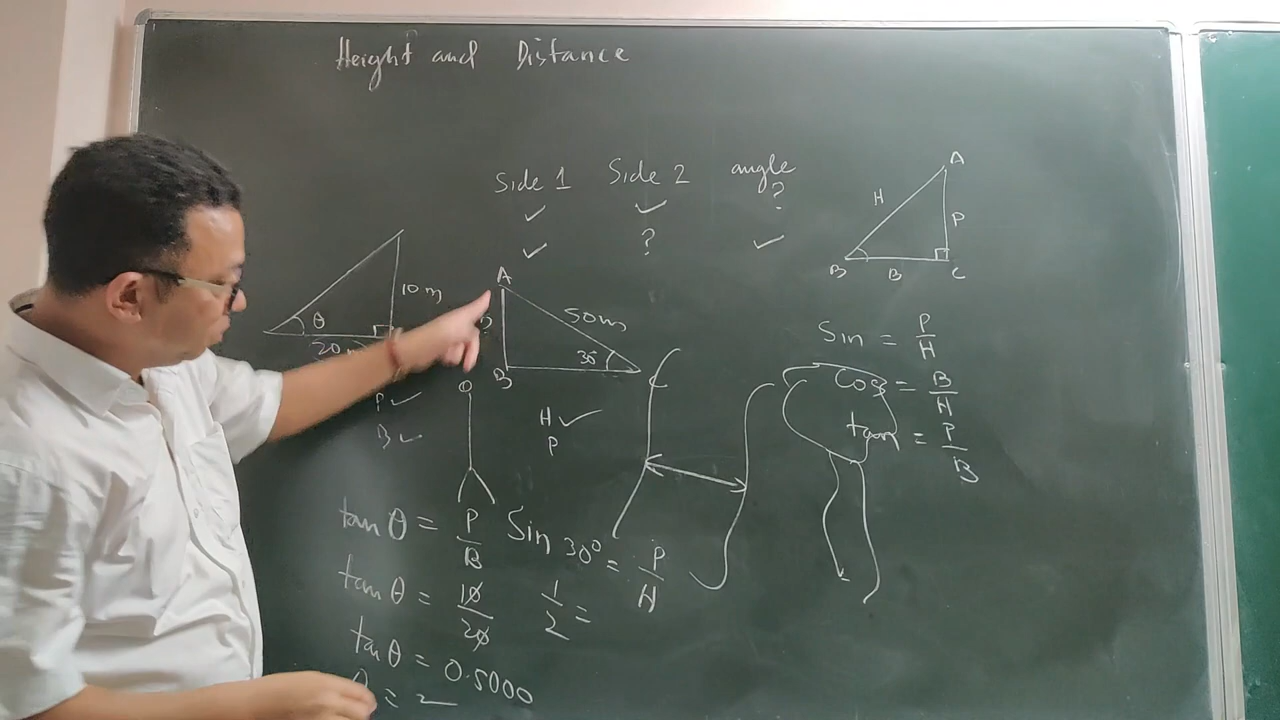 Height and Distance
Side 1 Side 2 angle
✓ ✓ ?
✓ ? ✓
θ
10 m
20 m
P ✓
B ✓
A
?
50m
30°
B
C
H ✓
P
A
H
P
B
B
C
Sin = P/H
Cos = B/H
tan = P/B
tan θ = P/B
tan θ = 10/20
tan θ = 0.5000
θ =
Sin 30° = P/H
1/2 =